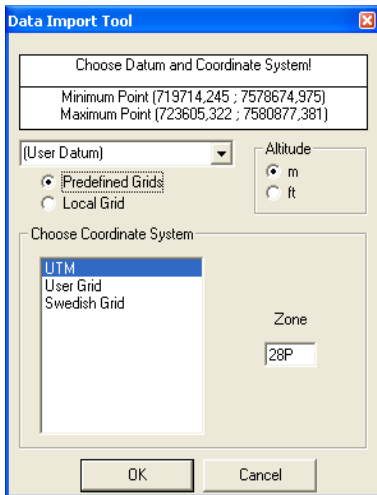 Data Import Tool
Choose Datum and Coordinate System!
Minimum Point (719714,245 ; 7578674,975)
Maximum Point (723605,322 ; 7580877,381)
(User Datum)
Predefined Grids
Local Grid
Altitude
m
ft
Choose Coordinate System
UTM
User Grid
Swedish Grid
Zone
28P
OK
Cancel